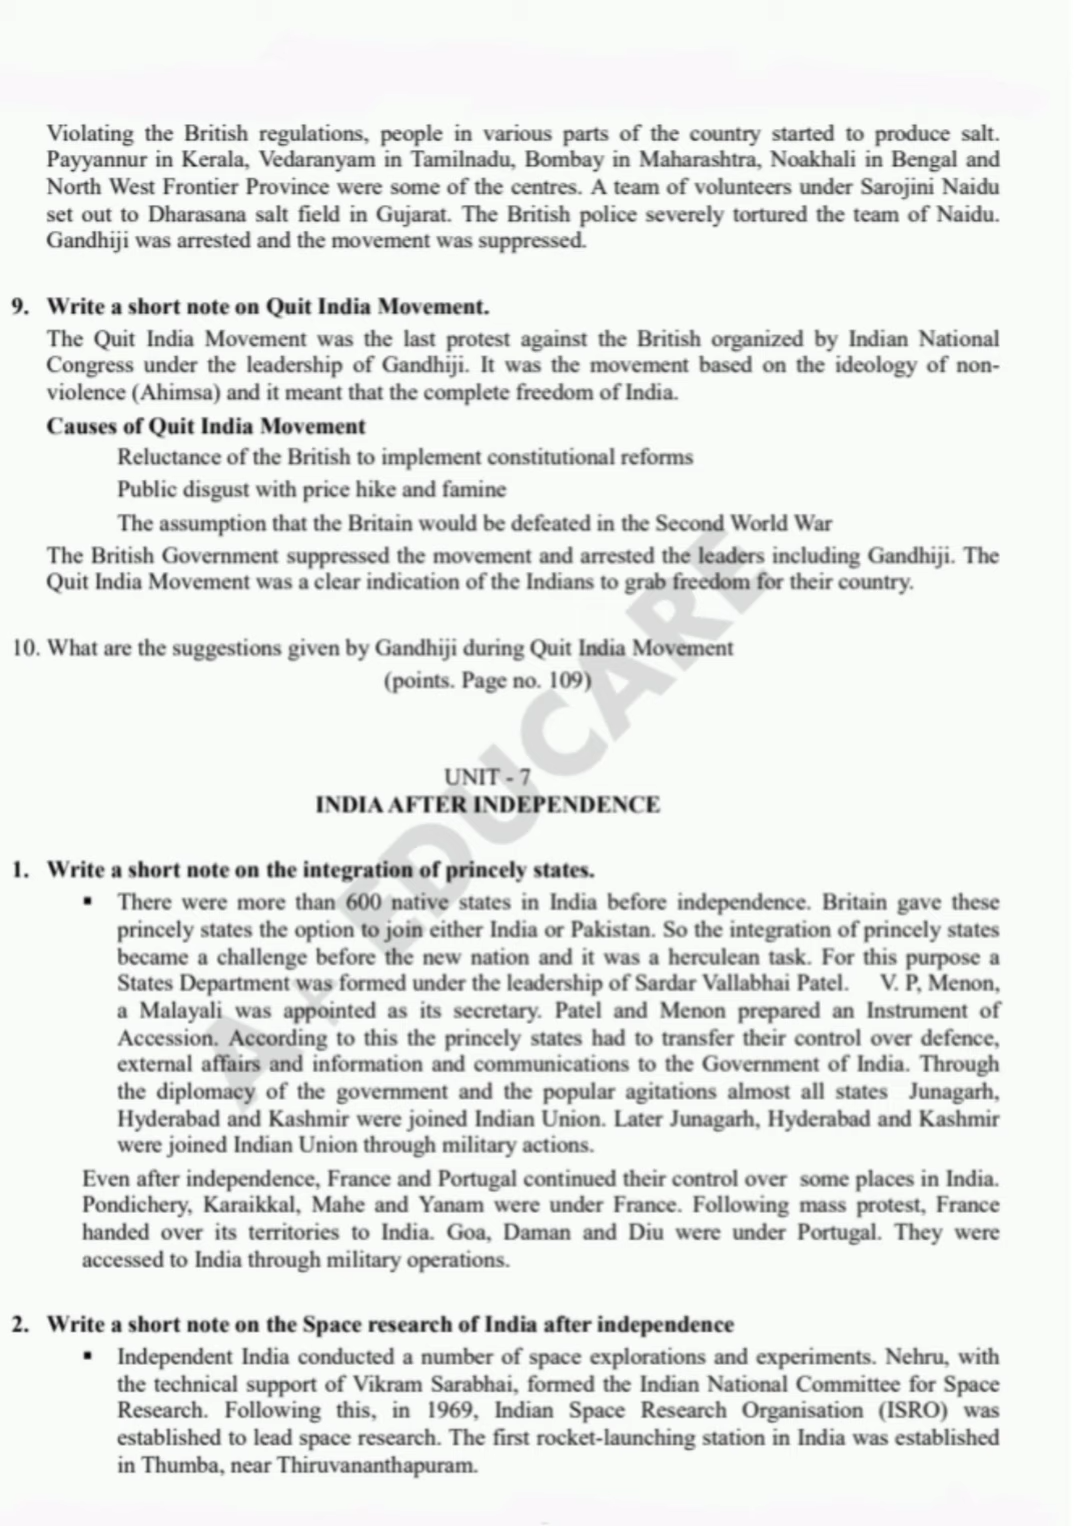 Violating the British regulations, people in various parts of the country started to produce salt.
Payyannur in Kerala, Vedaranyam in Tamilnadu, Bombay in Maharashtra, Noakhali in Bengal and
North West Frontier Province were some of the centres. A team of volunteers under Sarojini Naidu
set out to Dharasana salt field in Gujarat. The British police severely tortured the team of Naidu.
Gandhiji was arrested and the movement was suppressed.
9. Write a short note on Quit India Movement.
The Quit India Movement was the last protest against the British organized by Indian National
Congress under the leadership of Gandhiji. It was the movement based on the ideology of non-
violence (Ahimsa) and it meant that the complete freedom of India.
Causes of Quit India Movement
Reluctance of the British to implement constitutional reforms
Public disgust with price hike and famine
The assumption that the Britain would be defeated in the Second World War
The British Government suppressed the movement and arrested the leaders including Gandhiji. The
Quit India Movement was a clear indication of the Indians to grab freedom for their country.
10. What are the suggestions given by Gandhiji during Quit India Movement
(points. Page no. 109)
UNIT - 7
INDIA AFTER INDEPENDENCE
1. Write a short note on the integration of princely states.
▪ There were more than 600 native states in India before independence. Britain gave these
princely states the option to join either India or Pakistan. So the integration of princely states
became a challenge before the new nation and it was a herculean task. For this purpose a
States Department was formed under the leadership of Sardar Vallabhai Patel. V. P, Menon,
a Malayali was appointed as its secretary. Patel and Menon prepared an Instrument of
Accession. According to this the princely states had to transfer their control over defence,
external affairs and information and communications to the Government of India. Through
the diplomacy of the government and the popular agitations almost all states Junagarh,
Hyderabad and Kashmir were joined Indian Union. Later Junagarh, Hyderabad and Kashmir
were joined Indian Union through military actions.
Even after independence, France and Portugal continued their control over some places in India.
Pondichery, Karaikkal, Mahe and Yanam were under France. Following mass protest, France
handed over its territories to India. Goa, Daman and Diu were under Portugal. They were
accessed to India through military operations.
2. Write a short note on the Space research of India after independence
▪ Independent India conducted a number of space explorations and experiments. Nehru, with
the technical support of Vikram Sarabhai, formed the Indian National Committee for Space
Research. Following this, in 1969, Indian Space Research Organisation (ISRO) was
established to lead space research. The first rocket-launching station in India was established
in Thumba, near Thiruvananthapuram.
A+ EDUCARE